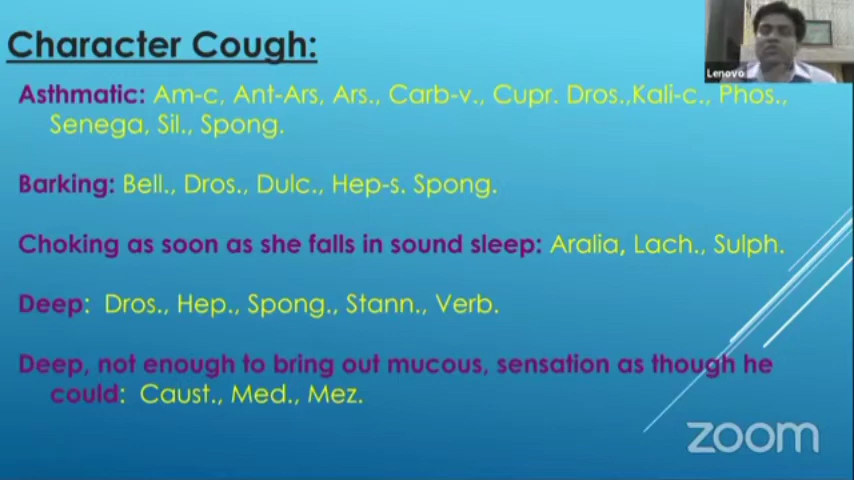 Character Cough:
Lenovo
Asthmatic: Am-c, Ant-Ars, Ars., Carb-v., Cupr. Dros.,Kali-c., Phos.,
Senega, Sil., Spong.
Barking: Bell., Dros., Dulc., Hep-s. Spong.
Choking as soon as she falls in sound sleep: Aralia, Lach., Sulph.
Deep: Dros., Hep., Spong., Stann., Verb.
Deep, not enough to bring out mucous, sensation as though he
could: Caust., Med., Mez.
zoom